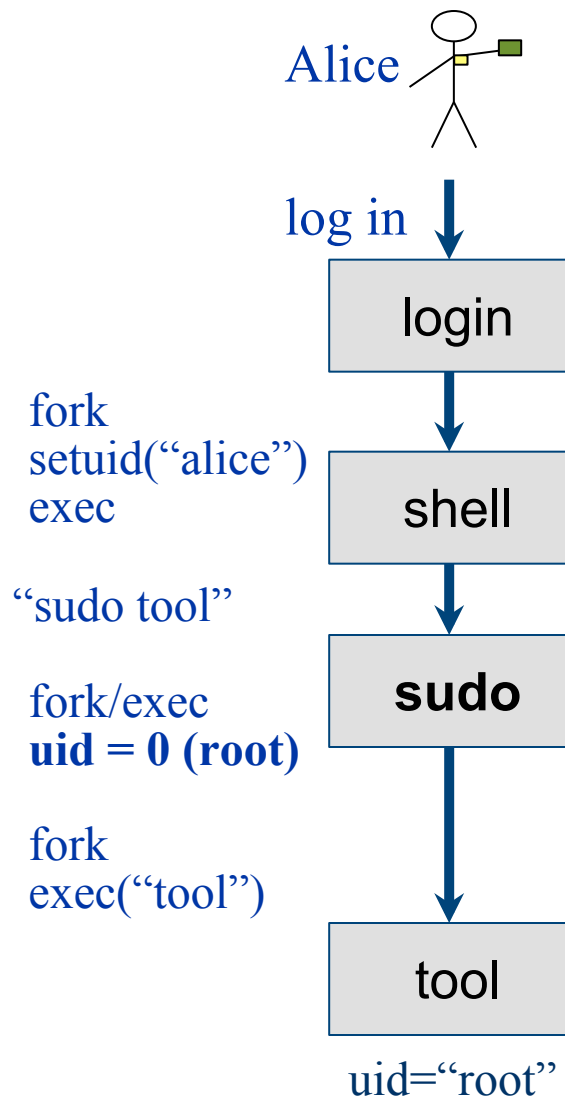 Alice
log in
login
fork
setuid(“alice”)
exec
shell
“sudo tool”
sudo
fork/exec
uid = 0 (root)
fork
exec(“tool”)
tool
uid=“root”